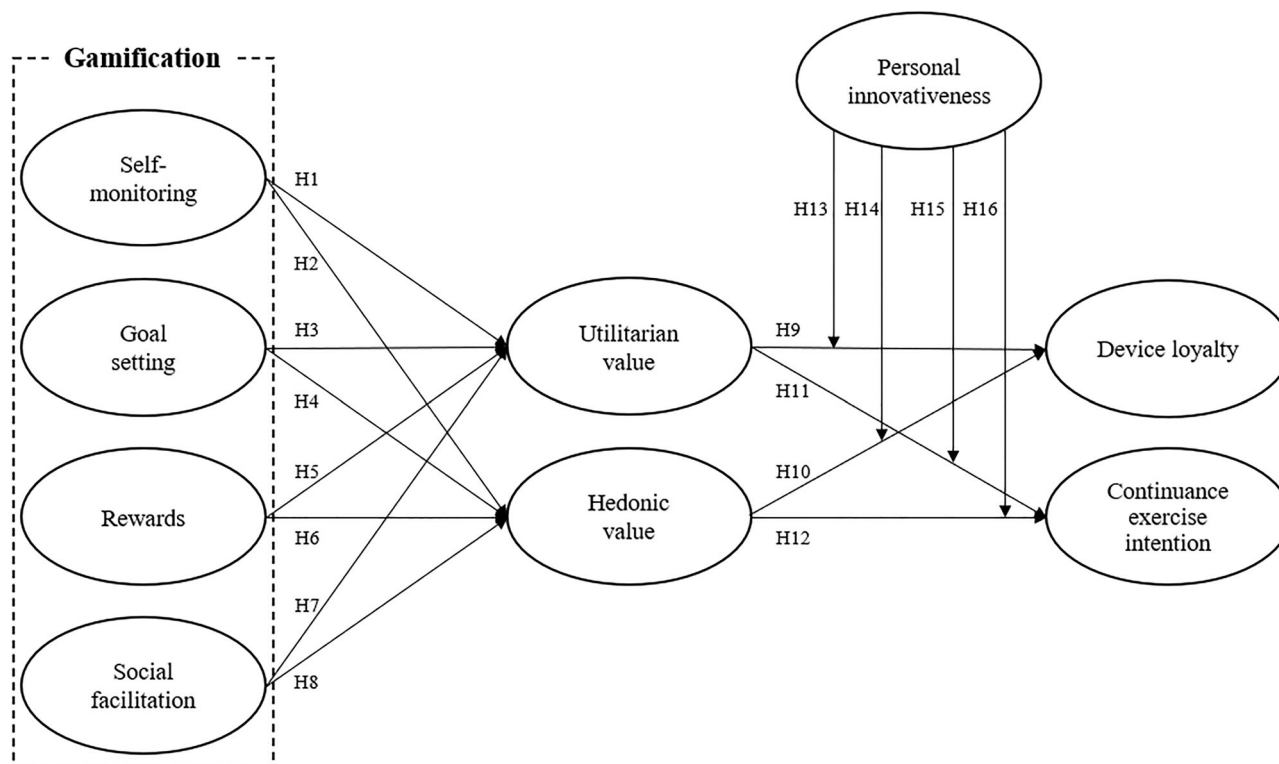 Gamification
Self-
monitoring
Goal
setting
Rewards
Social
facilitation
H1
H2
H3
H4
H5
H6
H7
H8
Utilitarian
value
Hedonic
value
Personal
innovativeness
H13
H14
H15
H16
H9
H11
H10
H12
Device loyalty
Continuance
exercise
intention